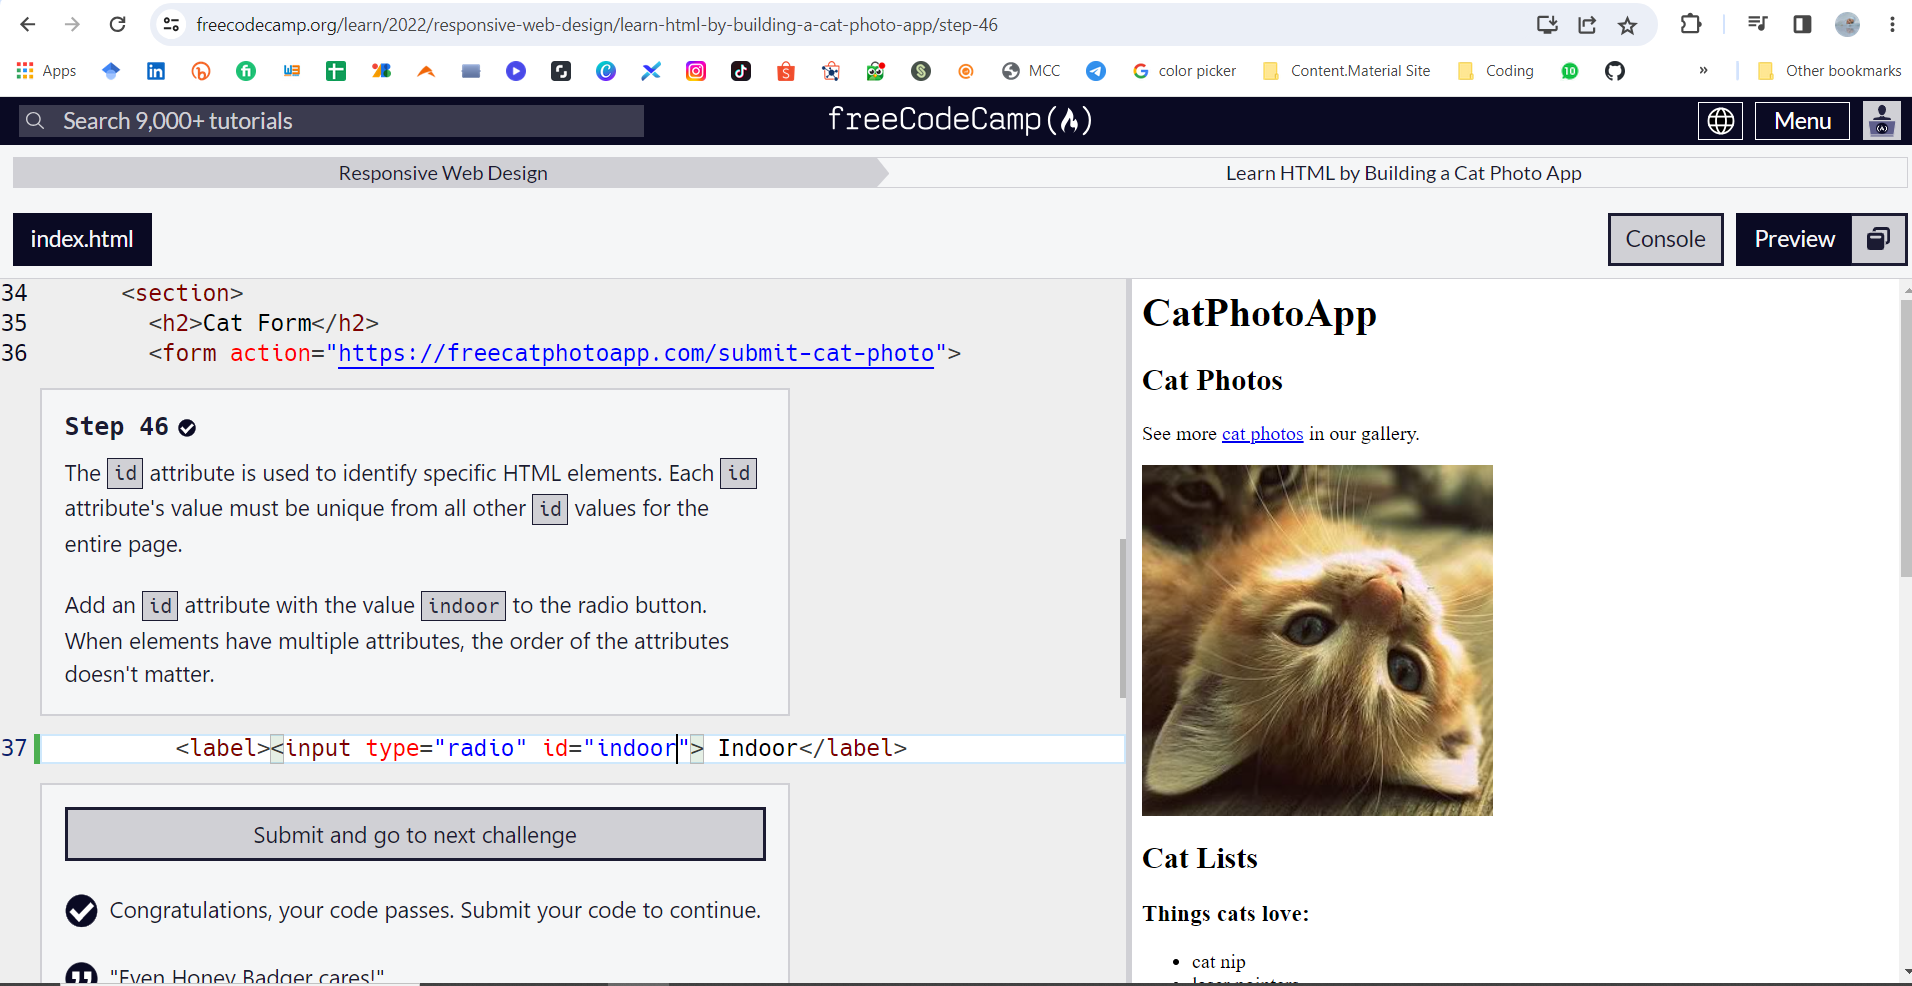 freecodecamp.org/learn/2022/responsive-web-design/learn-html-by-building-a-cat-photo-app/step-46
Apps
MCC
color picker
Content.Material Site
Coding
10
»
Other bookmarks
Search 9,000+ tutorials
freeCodeCamp
Menu
Responsive Web Design
Learn HTML by Building a Cat Photo App
index.html
Console
Preview
34 <section>
35 <h2>Cat Form</h2>
36 <form action="https://freecatphotoapp.com/submit-cat-photo">
Step 46
The id attribute is used to identify specific HTML elements. Each id
attribute's value must be unique from all other id values for the
entire page.
Add an id attribute with the value indoor to the radio button.
When elements have multiple attributes, the order of the attributes
doesn't matter.
37 <label><input type="radio" id="indoor"> Indoor</label>
Submit and go to next challenge
Congratulations, your code passes. Submit your code to continue.
"Even Honey Badger cares!"
CatPhotoApp
Cat Photos
See more cat photos in our gallery.
Cat Lists
Things cats love:
cat nip
laser pointers